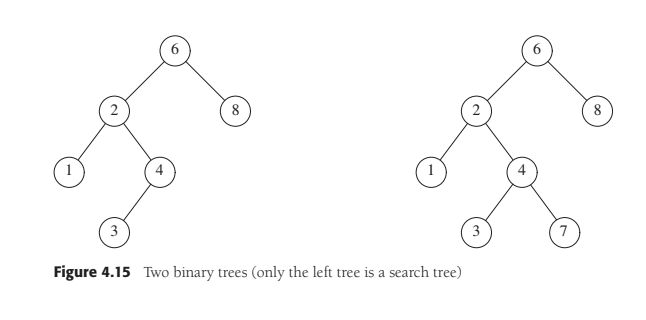 6 6
2 8 2 8
1 4 1 4
3 3 7
Figure 4.15 Two binary trees (only the left tree is a search tree)